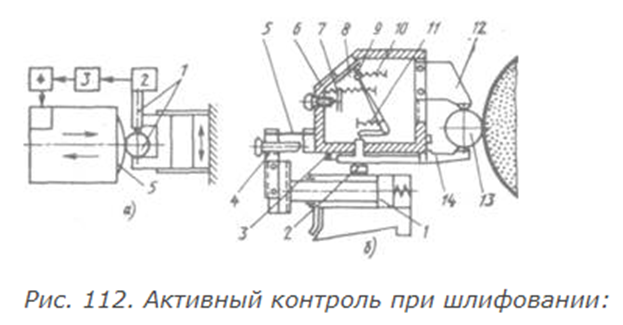 5 6 7 8 9 10 11 12
4 3 2 1
5
а)
4 3 2 1 14 13
б)
Рис. 112. Активный контроль при шлифовании: